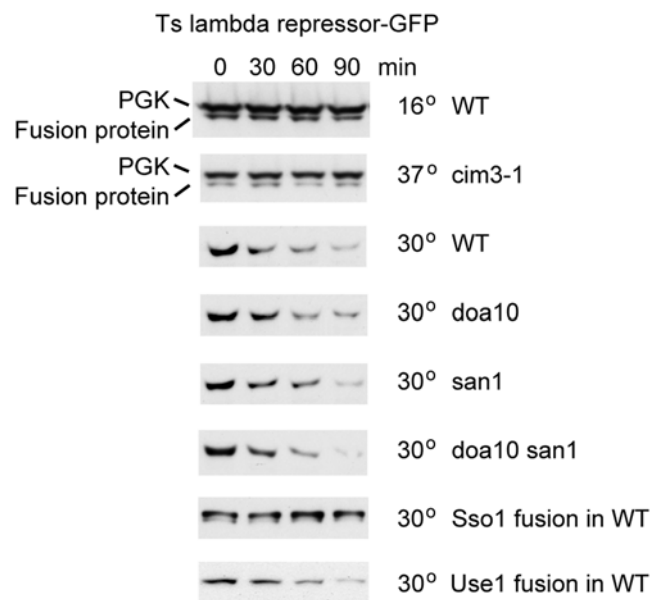 Ts lambda repressor-GFP
0 30 60 90 min
PGK
Fusion protein
16° WT
PGK
Fusion protein
37° cim3-1
30° WT
30° doa10
30° san1
30° doa10 san1
30° Sso1 fusion in WT
30° Use1 fusion in WT